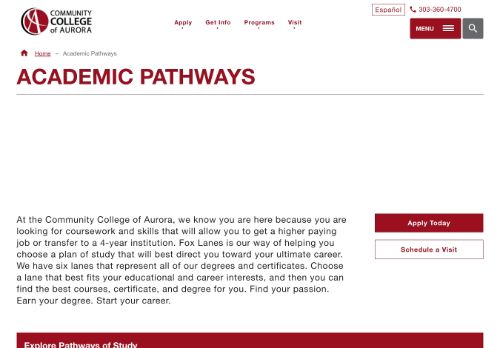 COMMUNITY
COLLEGE
of AURORA
Español
303-360-4700
Apply
Get Info
Programs
Visit
MENU
Home – Academic Pathways
ACADEMIC PATHWAYS
At the Community College of Aurora, we know you are here because you are
looking for coursework and skills that will allow you to get a higher paying
job or transfer to a 4-year institution. Fox Lanes is our way of helping you
choose a plan of study that will best direct you toward your ultimate career.
We have six lanes that represent all of our degrees and certificates. Choose
a lane that best fits your educational and career interests, and then you can
find the best courses, certificate, and degree for you. Find your passion.
Earn your degree. Start your career.
Apply Today
Schedule a Visit
Explore Pathways of Study